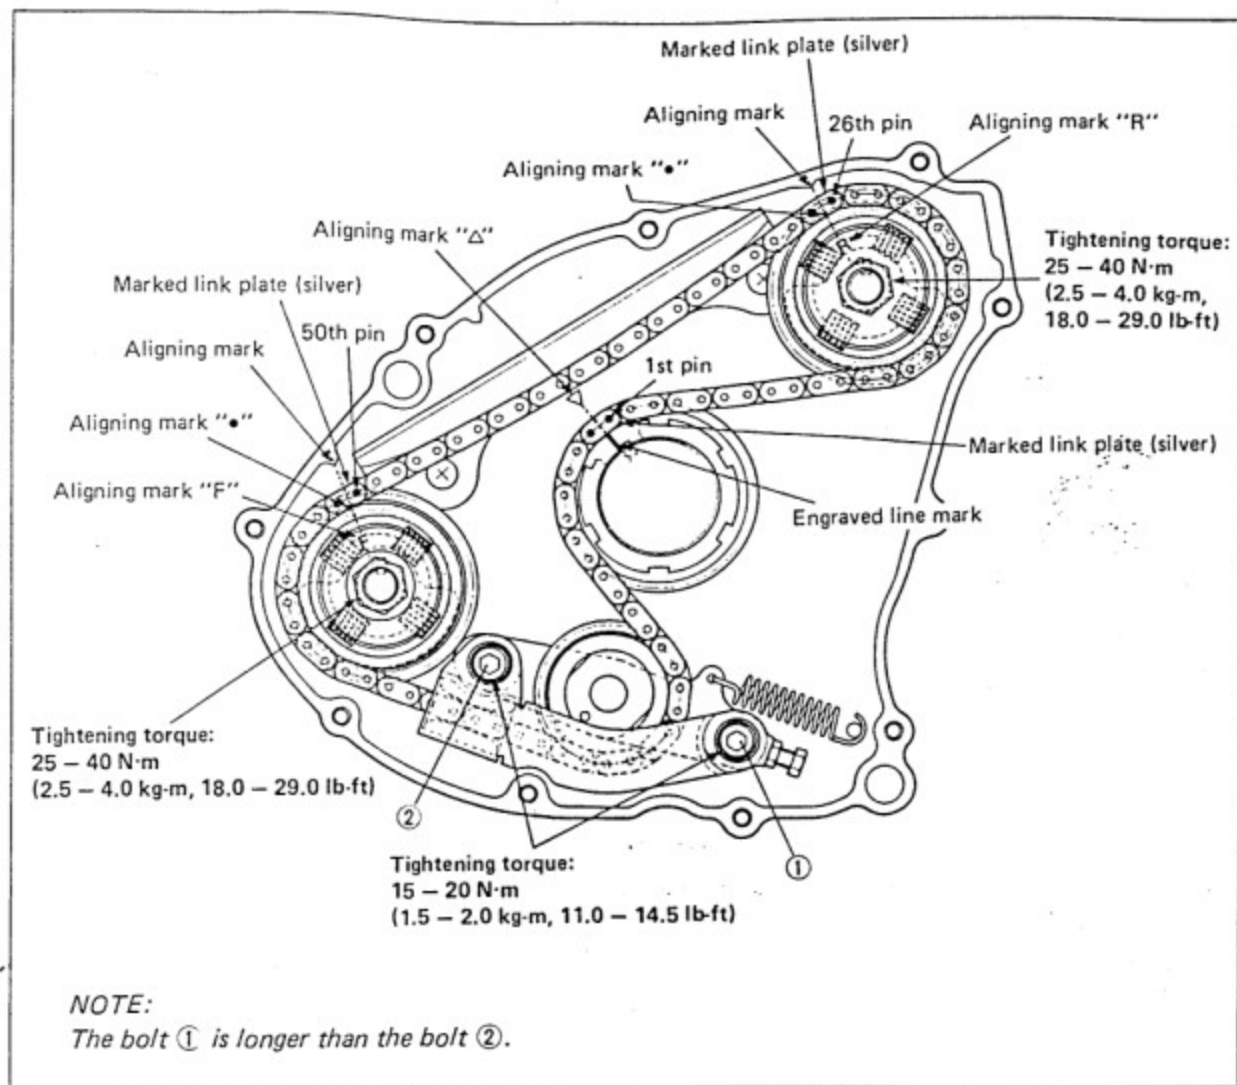 Marked link plate (silver)
Aligning mark
26th pin
Aligning mark "R"
Aligning mark "•"
Aligning mark "△"
Tightening torque:
25 – 40 N·m
(2.5 – 4.0 kg-m,
18.0 – 29.0 lb-ft)
Marked link plate (silver)
50th pin
Aligning mark
1st pin
Aligning mark "•"
Marked link plate (silver)
Aligning mark "F"
Engraved line mark
R
Tightening torque:
25 – 40 N·m
(2.5 – 4.0 kg-m, 18.0 – 29.0 lb-ft)
②
①
Tightening torque:
15 – 20 N·m
(1.5 – 2.0 kg-m, 11.0 – 14.5 lb-ft)
NOTE:
The bolt ① is longer than the bolt ②.